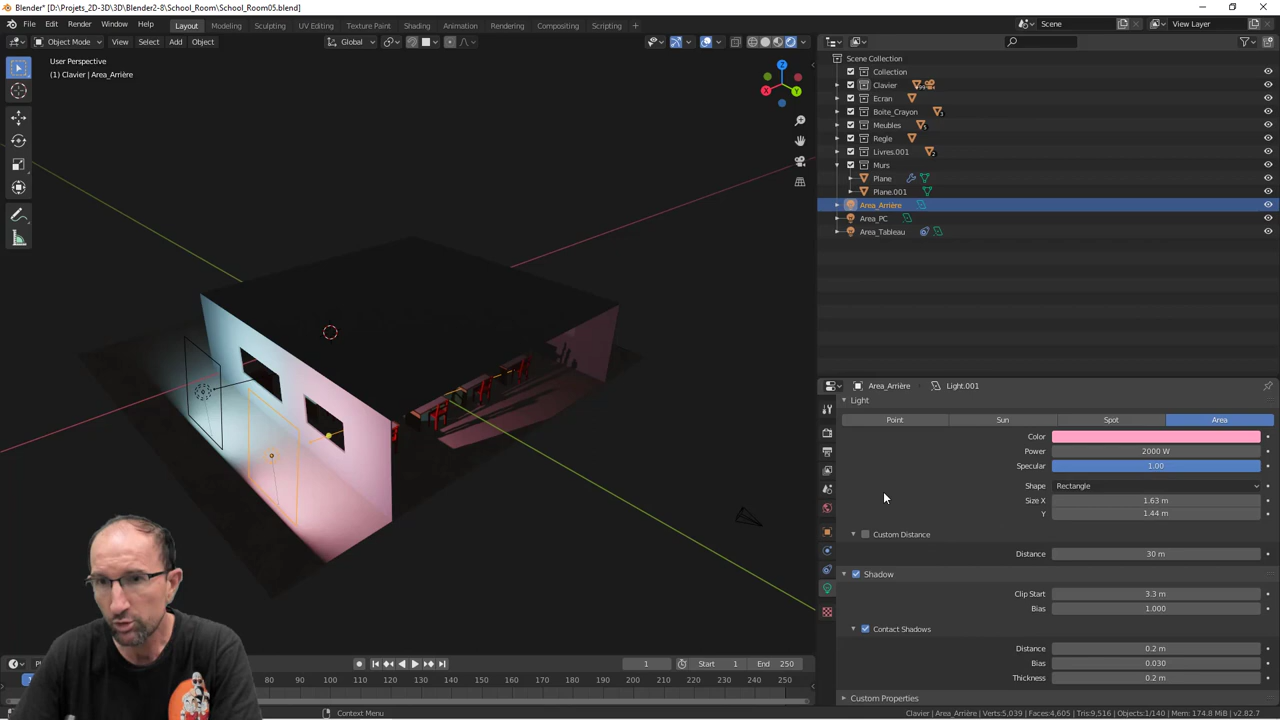 Blender* [D:\Projets_2D-3D\3D\Blender2-8\School_Room\School_Room05.blend]
File Edit Render Window Help Layout Modeling Sculpting UV Editing Texture Paint Shading Animation Rendering Compositing Scripting + Scene View Layer
Object Mode View Select Add Object Global
User Perspective
(1) Clavier | Area_Arrière
Z
X
Y
Scene Collection
Collection
Clavier
Ecran
Boite_Crayon
Meubles
Regle
Livres.001
Murs
Plane
Plane.001
Area_Arrière
Area_PC
Area_Tableau
Area_Arrière Light.001
Light
Point Sun Spot Area
Color
Power 2000 W
Specular 1.00
Shape Rectangle
Size X 1.63 m
Y 1.44 m
Custom Distance
Distance 30 m
Shadow
Clip Start 3.3 m
Bias 1.000
Contact Shadows
Distance 0.2 m
Bias 0.030
Thickness 0.2 m
Custom Properties
1 Start 1 End 250
80 90 100 110 120 130 140 150 160 170 180 190 200 210 220 230 240 250
Context Menu
Clavier | Area_Arrière | Verts:5,039 | Faces:4,605 | Tris:9,516 | Objects:1/140 | Mem: 174.8 MiB | v2.82.7